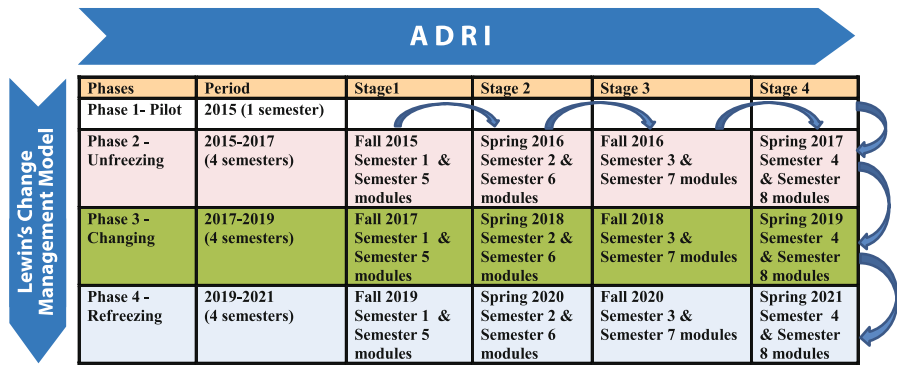 ADRI
Lewin's Change
Management Model
Phases Period Stage1 Stage 2 Stage 3 Stage 4
Phase 1- Pilot 2015 (1 semester)
Phase 2 - 2015-2017 Fall 2015 Spring 2016 Fall 2016 Spring 2017
Unfreezing (4 semesters) Semester 1 & Semester 2 & Semester 3 & Semester 4
Semester 5 Semester 6 Semester 7 modules & Semester
modules modules 8 modules
Phase 3 - 2017-2019 Fall 2017 Spring 2018 Fall 2018 Spring 2019
Changing (4 semesters) Semester 1 & Semester 2 & Semester 3 & Semester 4
Semester 5 Semester 6 Semester 7 modules & Semester
modules modules 8 modules
Phase 4 - 2019-2021 Fall 2019 Spring 2020 Fall 2020 Spring 2021
Refreezing (4 semesters) Semester 1 & Semester 2 & Semester 3 & Semester 4
Semester 5 Semester 6 Semester 7 modules & Semester
modules modules 8 modules